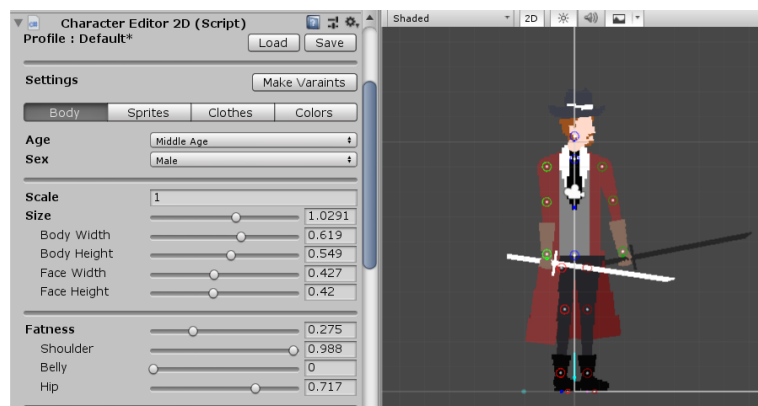 Character Editor 2D (Script)
Profile : Default*
Load
Save
Settings
Make Varaints
Body
Sprites
Clothes
Colors
Age
Middle Age
Sex
Male
Scale
1
Size
1.0291
Body Width
0.619
Body Height
0.549
Face Width
0.427
Face Height
0.42
Fatness
0.275
Shoulder
0.988
Belly
0
Hip
0.717
Shaded
2D